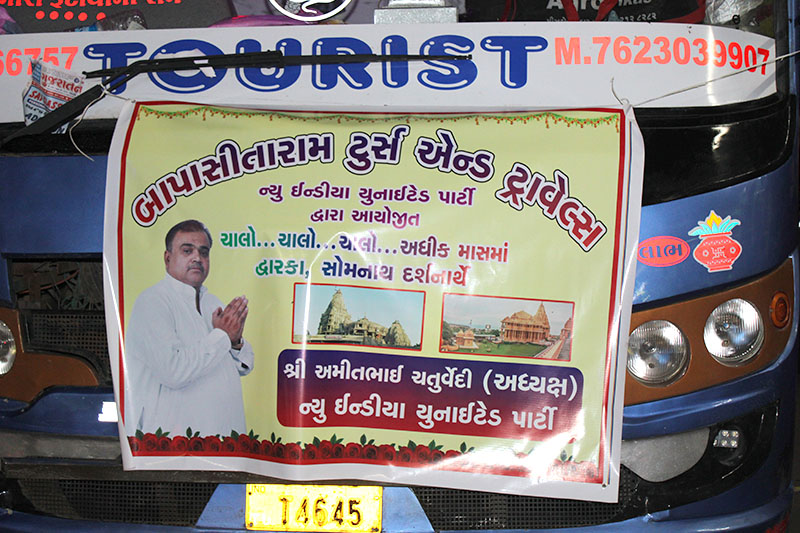 66757 TOURIST M.7623039907
બાપાસીતારામ ટુર્સ એન્ડ ટ્રાવેલ્સ
ન્યુ ઈન્ડીયા યુનાઈટેડ પાર્ટી
દ્વારા આયોજીત
ચાલો...ચાલો...ચાલો...અધીક માસમાં
દ્વારકા, સોમનાથ દર્શનાર્થે
લાભ
શ્રી અમીતભાઈ ચતુર્વેદી (અધ્યક્ષ)
ન્યુ ઈન્ડીયા યુનાઈટેડ પાર્ટી
14645